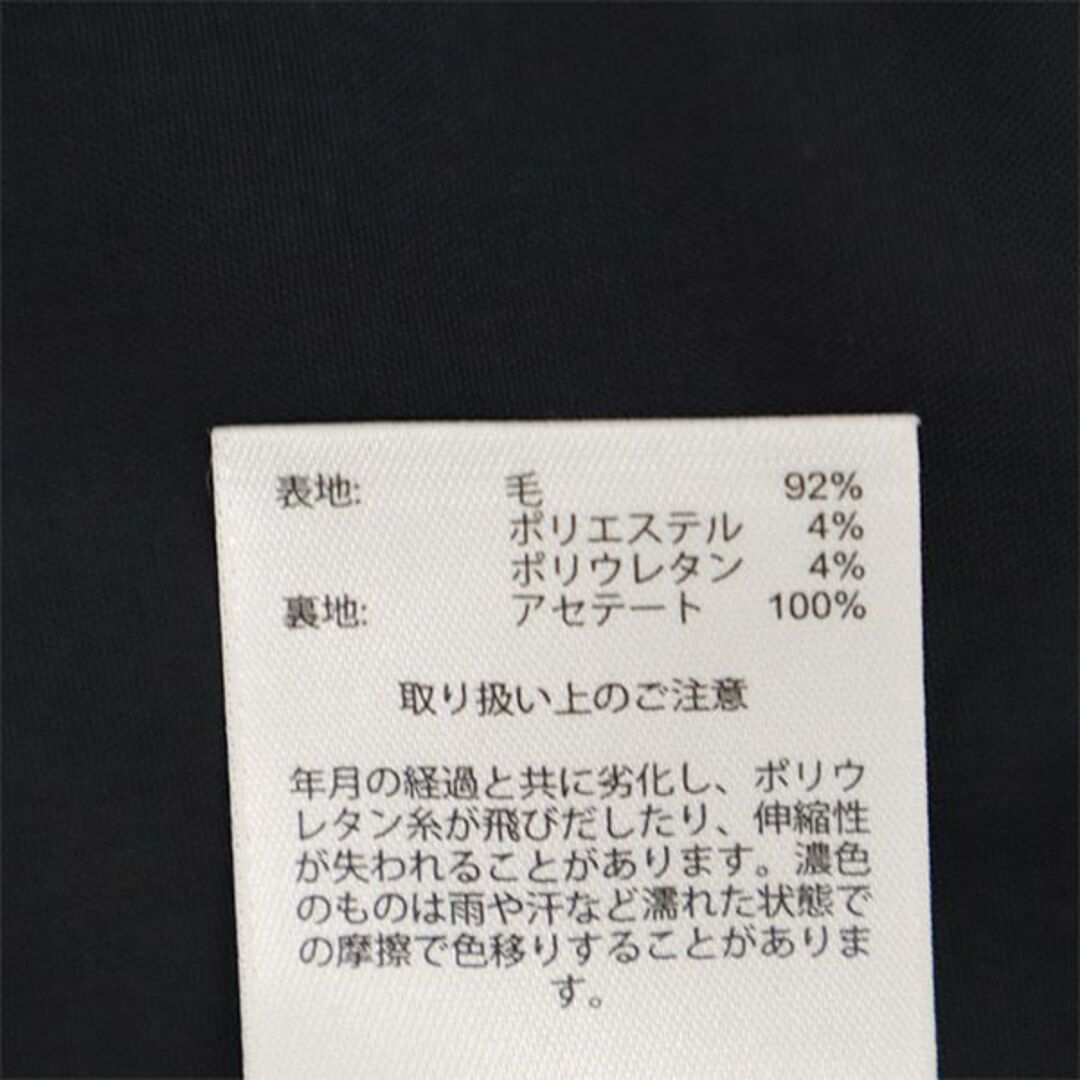 表地: 毛 92%
ポリエステル 4%
ポリウレタン 4%
裏地: アセテート 100%
取り扱い上のご注意
年月の経過と共に劣化し、ポリウ
レタン糸が飛びだしたり、伸縮性
が失われることがあります。濃色
のものは雨や汗など濡れた状態で
の摩擦で色移りすることがありま
す。